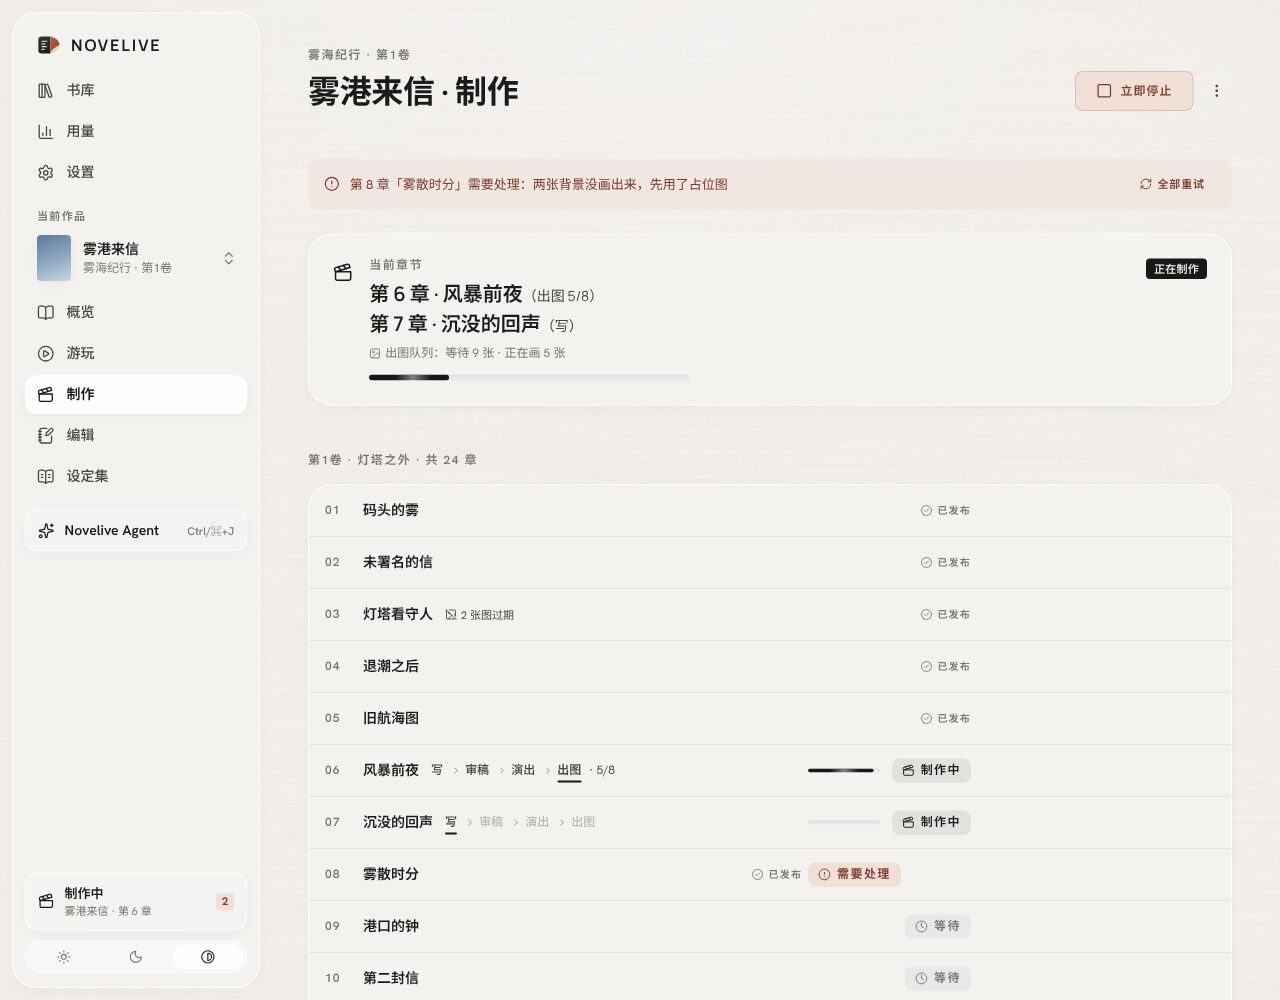 NOVELIVE
书库
用量
设置
当前作品
雾港来信
雾海纪行 · 第1卷
概览
游玩
制作
编辑
设定集
Novelive Agent Ctrl/⌘+J
制作中
雾港来信 · 第 6 章
2
雾海纪行 · 第1卷
雾港来信 · 制作
立即停止
第 8 章「雾散时分」需要处理：两张背景没画出来，先用了占位图
全部重试
当前章节
正在制作
第 6 章 · 风暴前夜（出图 5/8）
第 7 章 · 沉没的回声（写）
出图队列：等待 9 张 · 正在画 5 张
第1卷 · 灯塔之外 · 共 24 章
01 码头的雾 已发布
02 未署名的信 已发布
03 灯塔看守人 2 张图过期 已发布
04 退潮之后 已发布
05 旧航海图 已发布
06 风暴前夜 写 › 审稿 › 演出 › 出图 · 5/8 制作中
07 沉没的回声 写 › 审稿 › 演出 › 出图 制作中
08 雾散时分 已发布 需要处理
09 港口的钟 等待
10 第二封信 等待